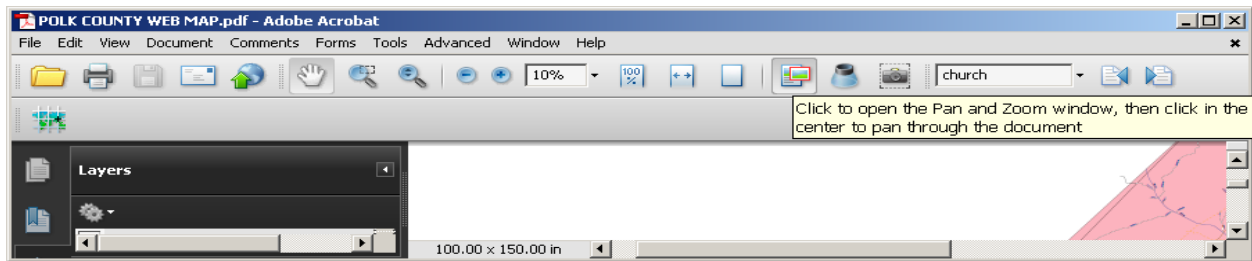 POLK COUNTY WEB MAP.pdf - Adobe Acrobat
File Edit View Document Comments Forms Tools Advanced Window Help
10% 100 % church
Click to open the Pan and Zoom window, then click in the
center to pan through the document
Layers
100.00 x 150.00 in